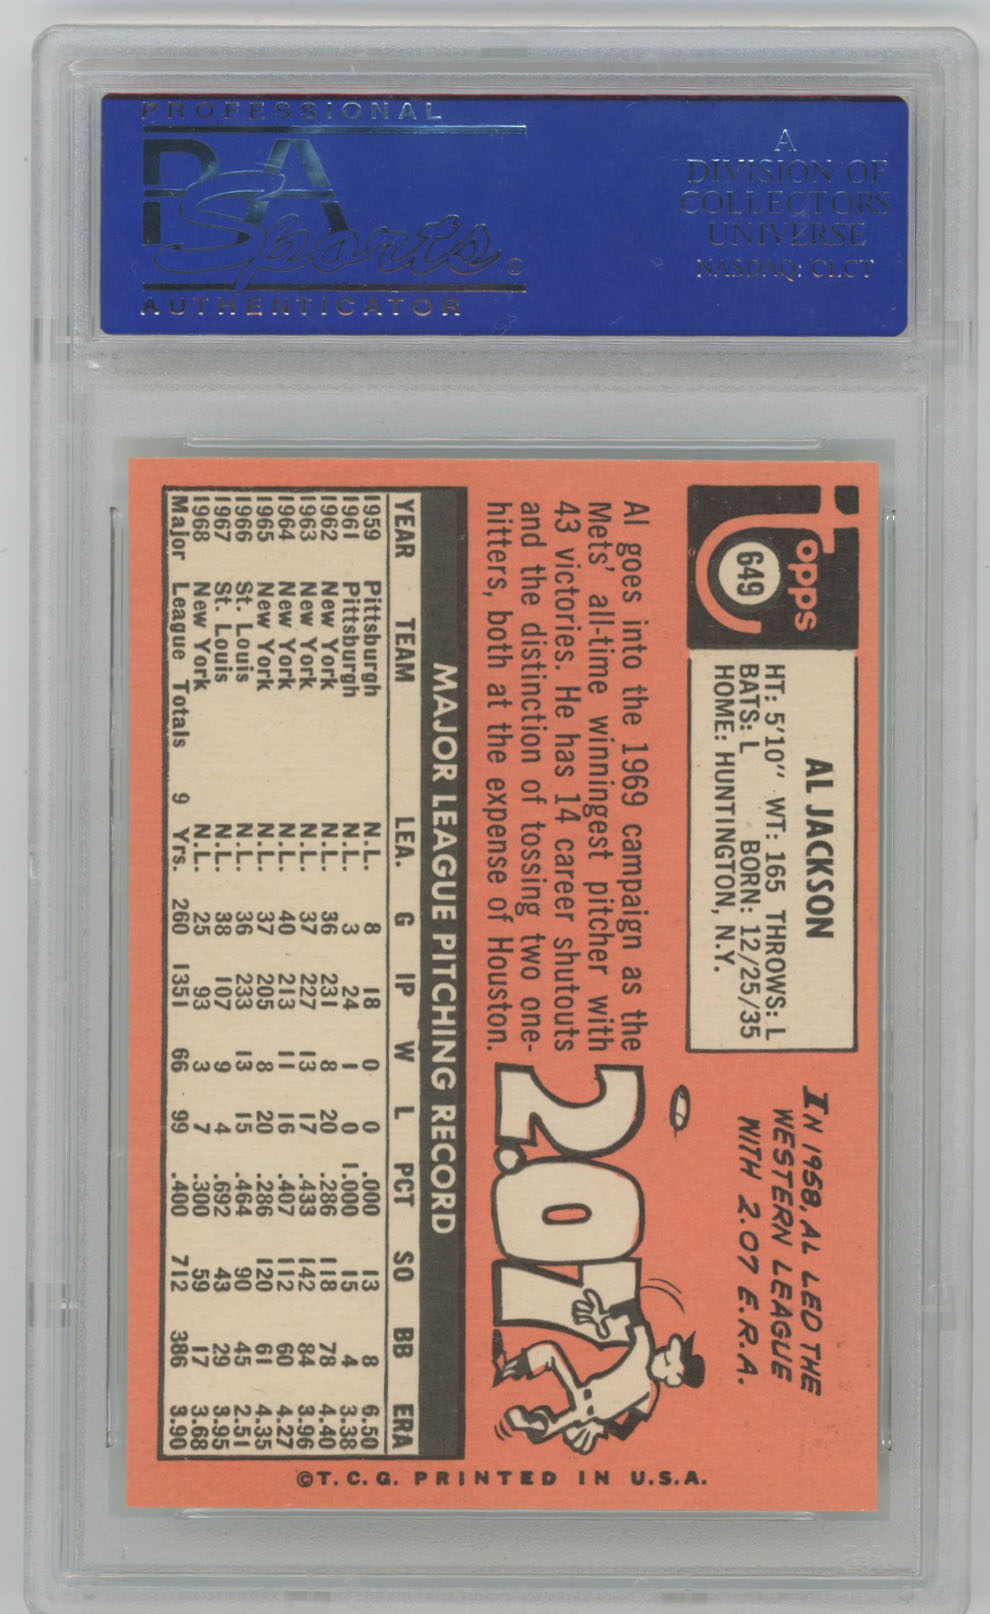 PROFESSIONAL
PSA
Sports®
AUTHENTICATOR
A
DIVISION OF
COLLECTORS
UNIVERSE
NASDAQ: CLCT
Topps
649
AL JACKSON
HT: 5'10" WT: 165 THROWS: L
BATS: L BORN: 12/25/35
HOME: HUNTINGTON, N.Y.
IN 1958, AL LED THE
WESTERN LEAGUE
WITH 2.07 E.R.A.
Al goes into the 1969 campaign as the
Mets' all-time winningest pitcher with
43 victories. He has 14 career shutouts
and the distinction of tossing two one-
hitters, both at the expense of Houston.
2.07
MAJOR LEAGUE PITCHING RECORD
YEAR TEAM LEA. G IP W L PCT SO BB ERA
1959 Pittsburgh N.L. 8 18 0 0 .000 13 8 6.50
1961 Pittsburgh N.L. 3 24 1 0 1.000 15 4 3.38
1962 New York N.L. 36 231 8 20 .286 118 78 4.40
1963 New York N.L. 37 227 13 17 .433 142 84 3.96
1964 New York N.L. 40 213 11 16 .407 112 60 4.27
1965 New York N.L. 37 205 8 20 .286 120 61 4.35
1966 St. Louis N.L. 36 233 13 15 .464 90 45 2.51
1967 St. Louis N.L. 38 107 9 4 .692 43 29 3.95
1968 New York N.L. 25 93 3 7 .300 59 17 3.68
Major League Totals 9 Yrs. 260 1351 66 99 .400 712 386 3.90
©T.C.G. PRINTED IN U.S.A.